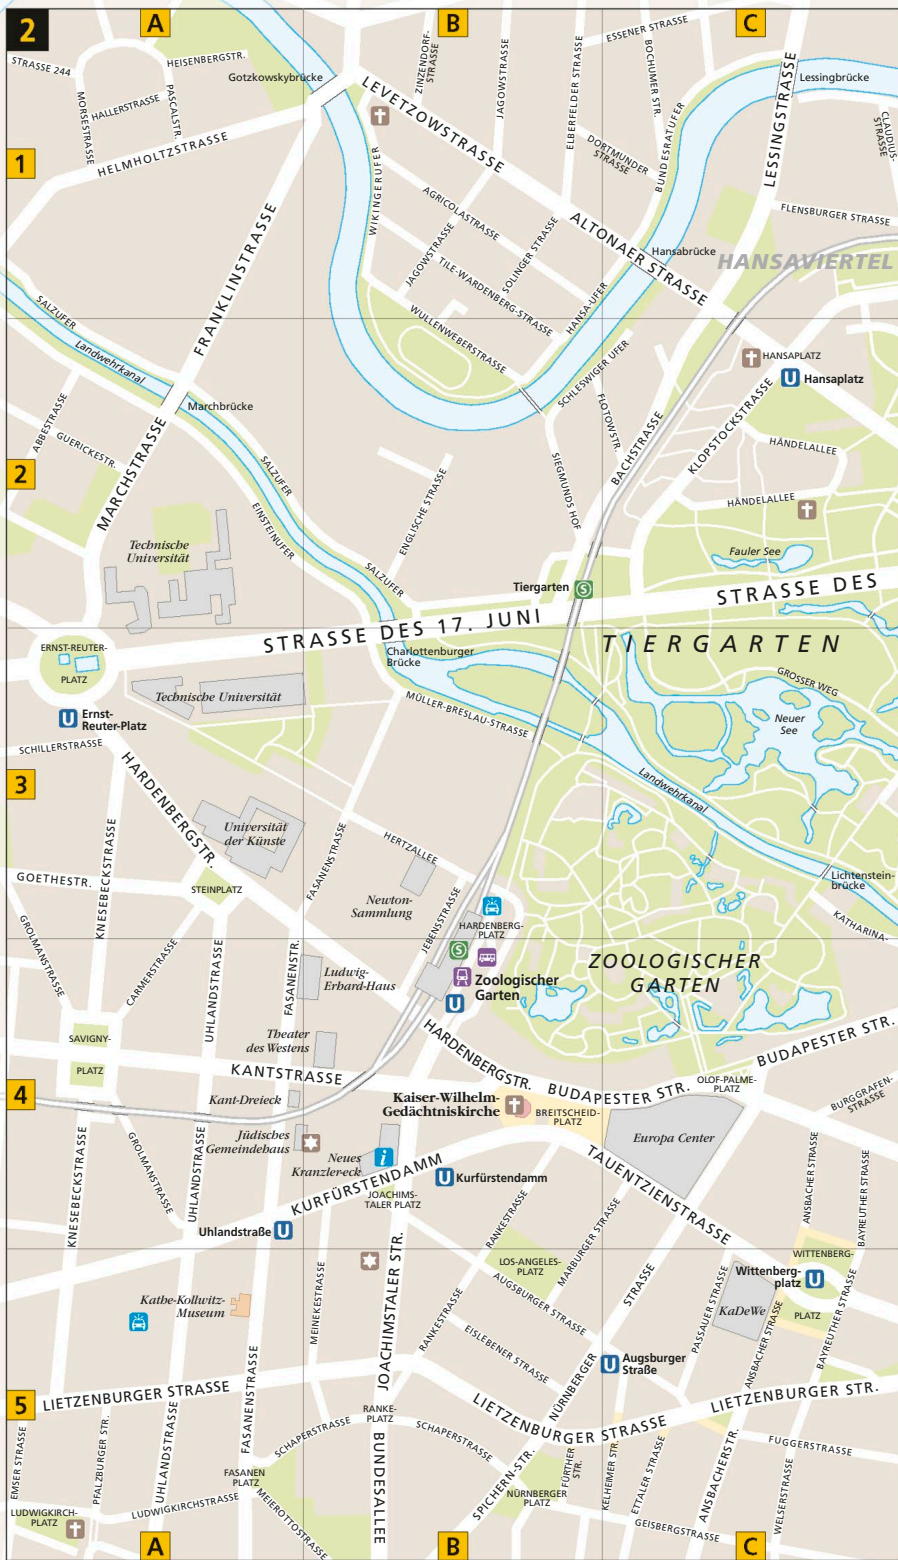 2
A
B
C
STRASSE 244
HEISENBERGSTR.
Gotzkowskybrücke
ZINZENDORF-
STRASSE
JAGOWSTRASSE
ELBERFELDER STRASSE
ESSENER STRASSE
BOCHUMER STR.
Lessingbrücke
MORSESTRASSE
HALLERSTRASSE
PASCALSTR.
LEVETZOWSTRASSE
LESSINGSTRASSE
CLAUDIUS-
STRASSE
1
HELMHOLTZSTRASSE
DORTMUNDER
STRASSE
BUNDESRATUFER
WIKINGERUFER
AGRICOLASTRASSE
FLENSBURGER STRASSE
FRANKLINSTRASSE
JAGOWSTRASSE
SOLINGER STRASSE
ALTONAER STRASSE
Hansabrücke
HANSAVIERTEL
TILE-WARDENBERG-STRASSE
HANSA-UFER
SALZUFER
Landwehrkanal
WULLENWEBERSTRASSE
SCHLESWIGER UFER
HANSAPLATZ
U Hansaplatz
Marchbrücke
ABBESTRASSE
GUERICKESTR.
FLOTOWSTR.
BACHSTRASSE
KLOPSTOCKSTRASSE
HÄNDELALLEE
2
MARCHSTRASSE
SALZUFER
EINSTEINUFER
ENGLISCHE STRASSE
SIEGMUNDS HOF
HÄNDELALLEE
Technische
Universität
Fauler See
SALZUFER
Tiergarten S
STRASSE DES
STRASSE DES 17. JUNI
ERNST-REUTER-
PLATZ
Charlottenburger
Brücke
TIERGARTEN
GROSSER WEG
Technische Universität
U Ernst-
Reuter-Platz
MÜLLER-BRESLAU-STRASSE
Neuer
See
SCHILLERSTRASSE
3
HARDENBERGSTR.
Landwehrkanal
Universität
der Künste
FASANENSTRASSE
HERTZALLEE
GOETHESTR.
KNESEBECKSTRASSE
STEINPLATZ
Newton-
Sammlung
JEBENSSTRASSE
HARDENBERG-
PLATZ
Lichtenstein-
brücke
KATHARINA-
GROLMANSTRASSE
CARMERSTRASSE
UHLANDSTRASSE
FASANENSTR.
Ludwig-
Erhard-Haus
S
Zoologischer
Garten
U
ZOOLOGISCHER
GARTEN
SAVIGNY-
PLATZ
Theater
des Westens
HARDENBERGSTR.
BUDAPESTER STR.
4
KANTSTRASSE
BUDAPESTER STR.
OLOF-PALME-
PLATZ
BURGGRAFEN-
STRASSE
Kant-Dreieck
Kaiser-Wilhelm-
Gedächtniskirche
BREITSCHEID-
PLATZ
Europa Center
Jüdisches
Gemeindehaus
Neues
Kranzlereck
i
KNESEBECKSTRASSE
GROLMANSTRASSE
UHLANDSTRASSE
KURFÜRSTENDAMM
U Kurfürstendamm
TAUENTZIENSTRASSE
ANSBACHER STRASSE
BAYREUTHER STRASSE
JOACHIMS-
TALER PLATZ
Uhlandstraße U
RANKESTRASSE
MARBURGER STRASSE
LOS-ANGELES-
PLATZ
WITTENBERG-
PLATZ
Wittenberg-
platz U
Kathe-Kollwitz-
Museum
MEINEKESTRASSE
JOACHIMSTALER STR.
AUGSBURGER STRASSE
RANKESTRASSE
EISLEBENER STRASSE
NÜRNBERGER
STRASSE
PASSAUER STRASSE
KaDeWe
ANSBACHER STRASSE
BAYREUTHER STRASSE
U Augsburger
Straße
5
LIETZENBURGER STRASSE
LIETZENBURGER STRASSE
LIETZENBURGER STR.
RANKE-
PLATZ
EMSER STRASSE
PFALZBURGER STR.
UHLANDSTRASSE
FASANENSTRASSE
SCHAPERSTRASSE
SCHAPERSTRASSE
FUGGERSTRASSE
FASANEN
PLATZ
BUNDESALLEE
SPICHERN-STR.
NÜRNBERGER
PLATZ
FÜRTHER
STR.
KELHEIMER STR.
ETTALER STRASSE
ANSBACHERSTR.
WELSERSTRASSE
LUDWIGKIRCH-
PLATZ
LUDWIGKIRCHSTRASSE
MEIEROTTOSTRASSE
GEISBERGSTRASSE
A
B
C